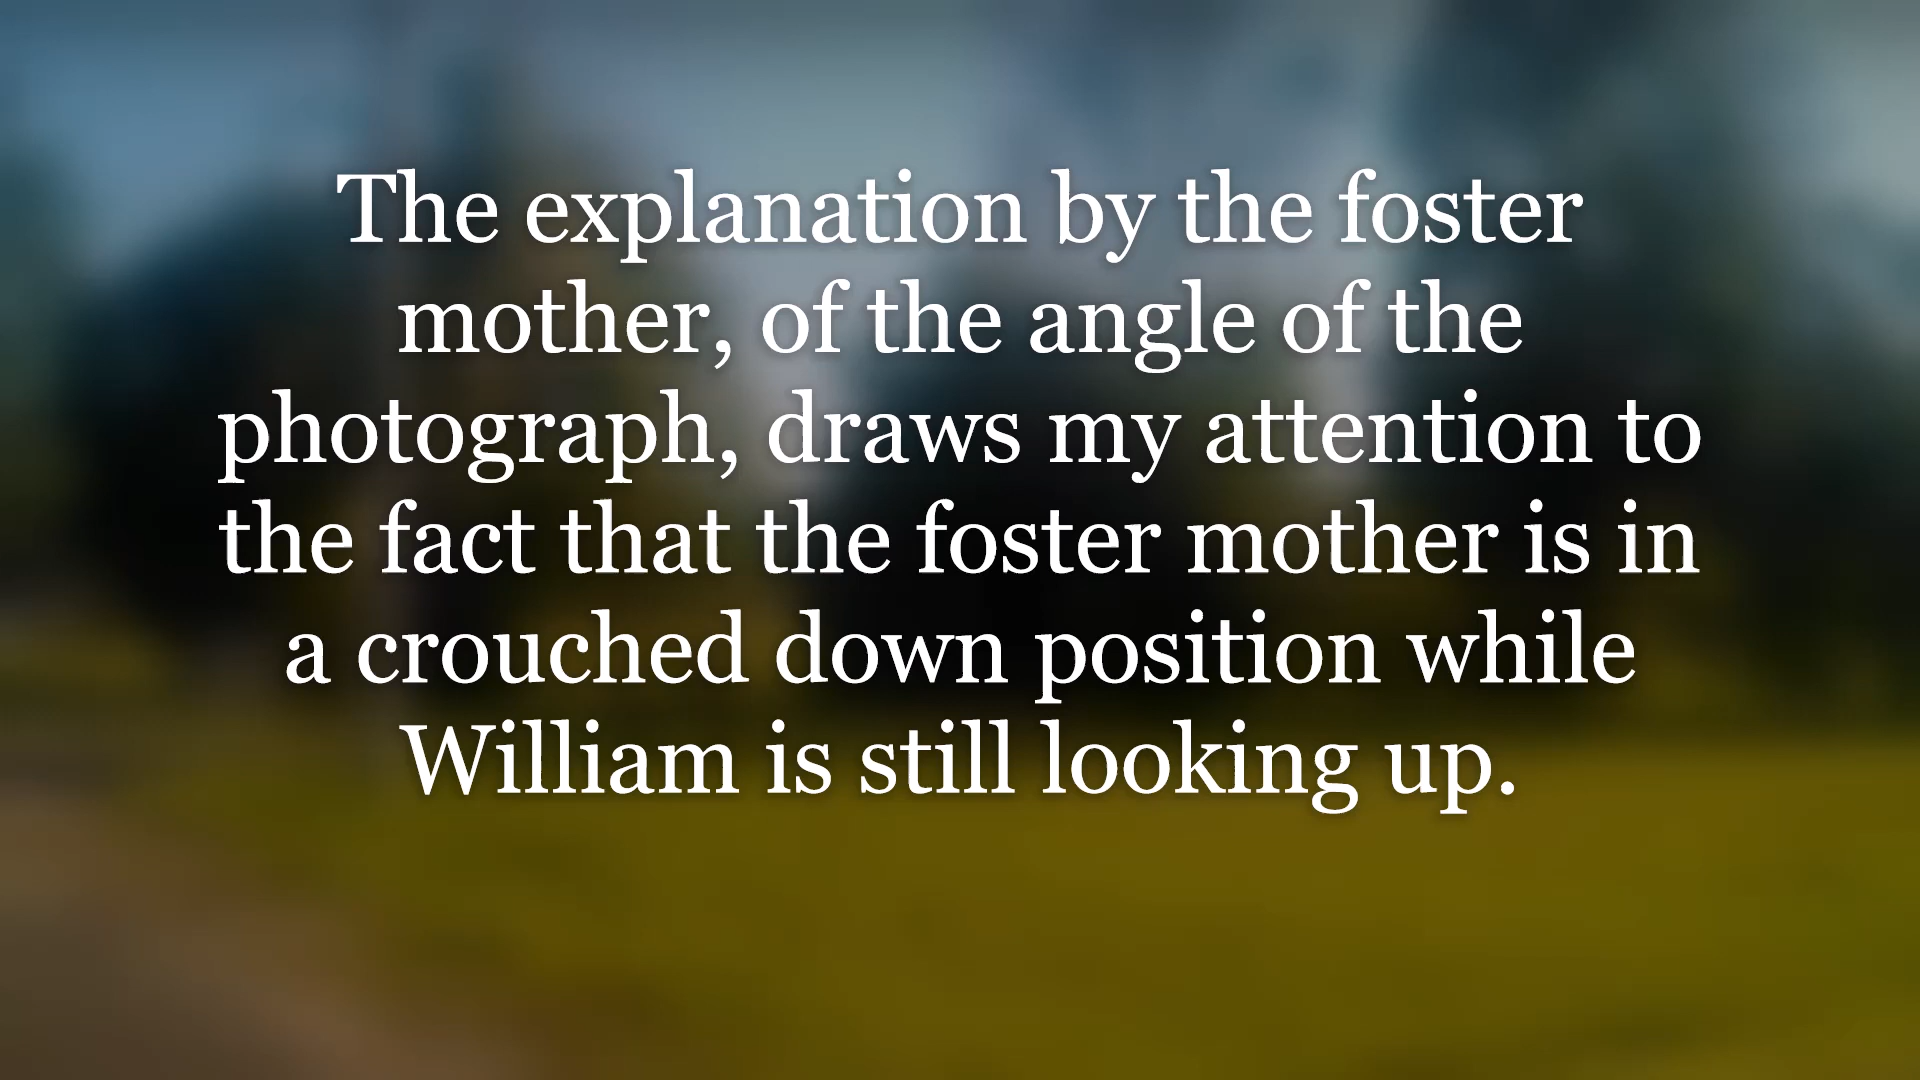 The explanation by the foster
mother, of the angle of the
photograph, draws my attention to
the fact that the foster mother is in
a crouched down position while
William is still looking up.